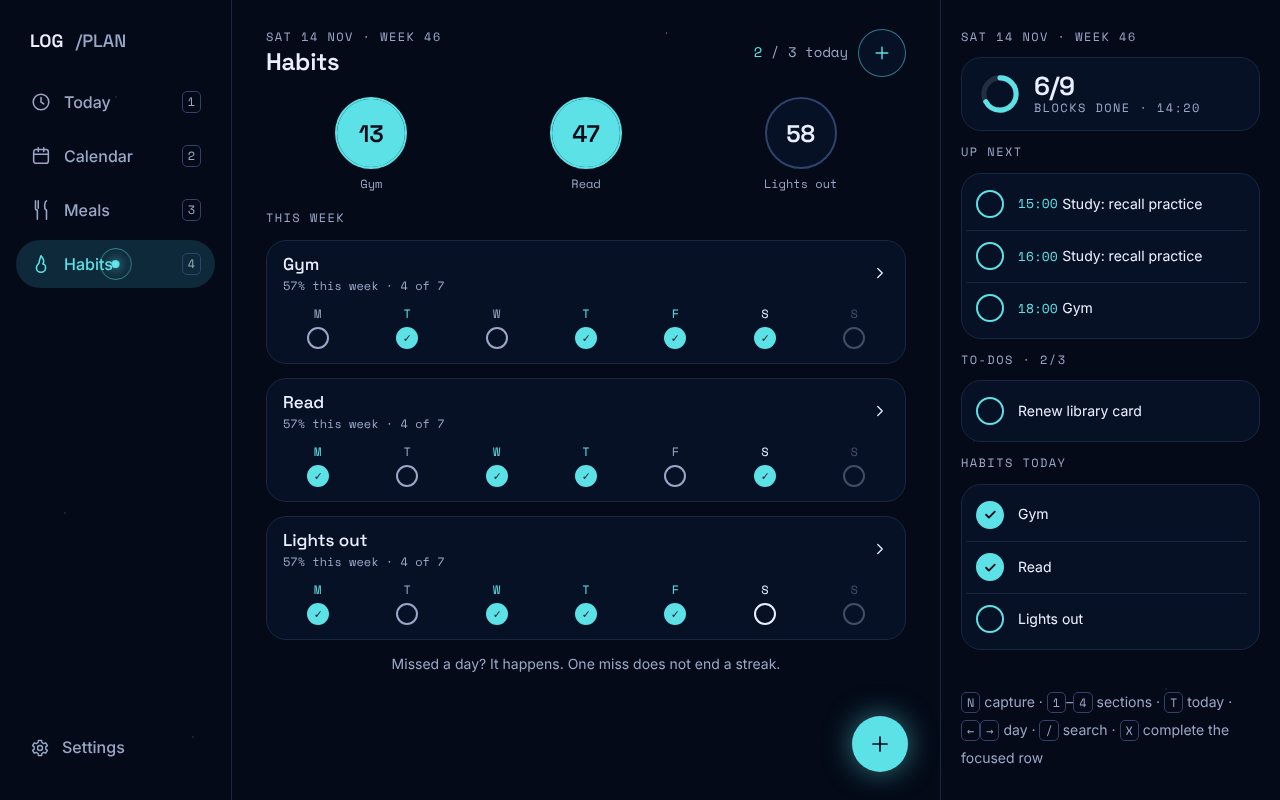 LOG /PLAN
Today 1
Calendar 2
Meals 3
Habits 4
Settings
SAT 14 NOV · WEEK 46
Habits
2 / 3 today
13
Gym
47
Read
58
Lights out
THIS WEEK
Gym
57% this week · 4 of 7
M T W T F S S
Read
57% this week · 4 of 7
M T W T F S S
Lights out
57% this week · 4 of 7
M T W T F S S
Missed a day? It happens. One miss does not end a streak.
SAT 14 NOV · WEEK 46
6/9
BLOCKS DONE · 14:20
UP NEXT
15:00 Study: recall practice
16:00 Study: recall practice
18:00 Gym
TO-DOS · 2/3
Renew library card
HABITS TODAY
Gym
Read
Lights out
N capture · 1–4 sections · T today ·
← → day · / search · X complete the
focused row